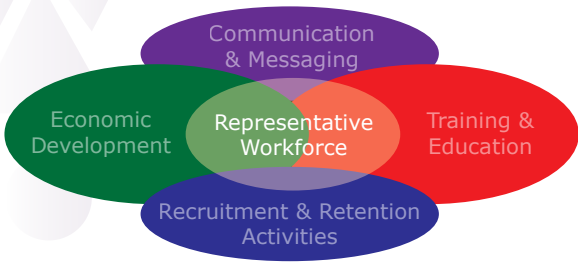 Communication
& Messaging
Economic
Development
Representative
Workforce
Training &
Education
Recruitment & Retention
Activities